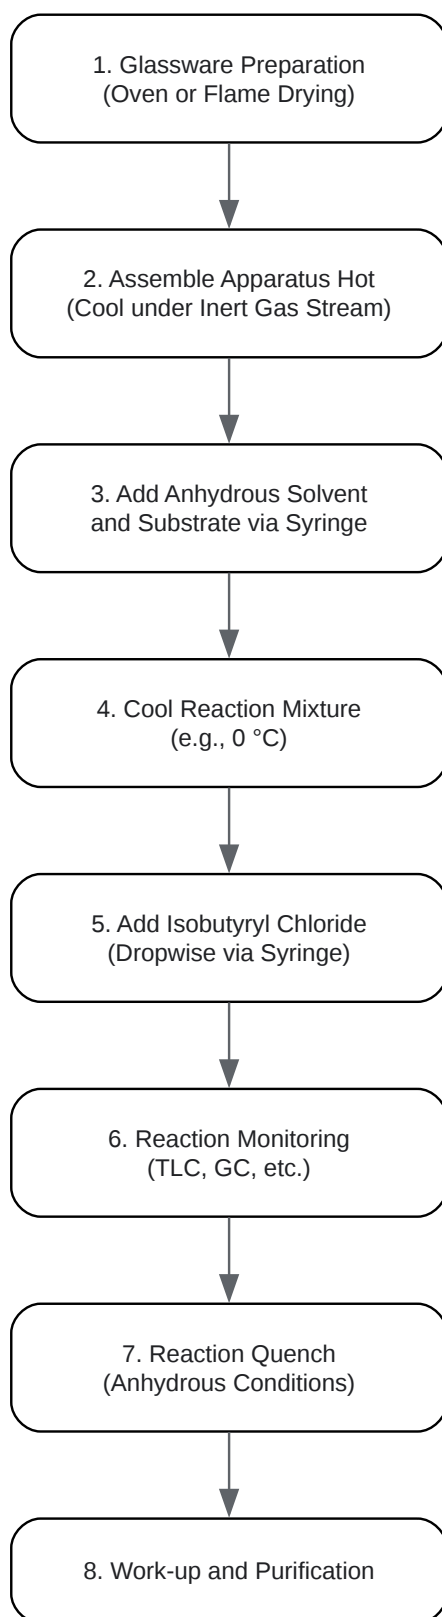 1. Glassware Preparation
(Oven or Flame Drying)
2. Assemble Apparatus Hot
(Cool under Inert Gas Stream)
3. Add Anhydrous Solvent
and Substrate via Syringe
4. Cool Reaction Mixture
(e.g., 0 °C)
5. Add Isobutyryl Chloride
(Dropwise via Syringe)
6. Reaction Monitoring
(TLC, GC, etc.)
7. Reaction Quench
(Anhydrous Conditions)
8. Work-up and Purification